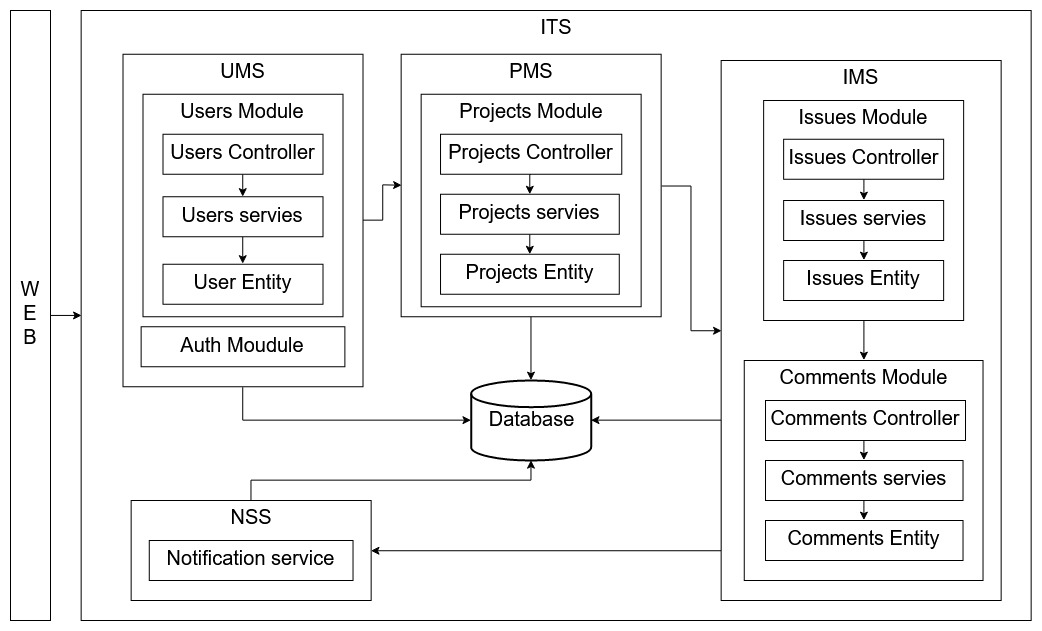 W
E
B
ITS
UMS
Users Module
Users Controller
Users servies
User Entity
Auth Moudule
PMS
Projects Module
Projects Controller
Projects servies
Projects Entity
IMS
Issues Module
Issues Controller
Issues servies
Issues Entity
Comments Module
Comments Controller
Comments servies
Comments Entity
Database
NSS
Notification service